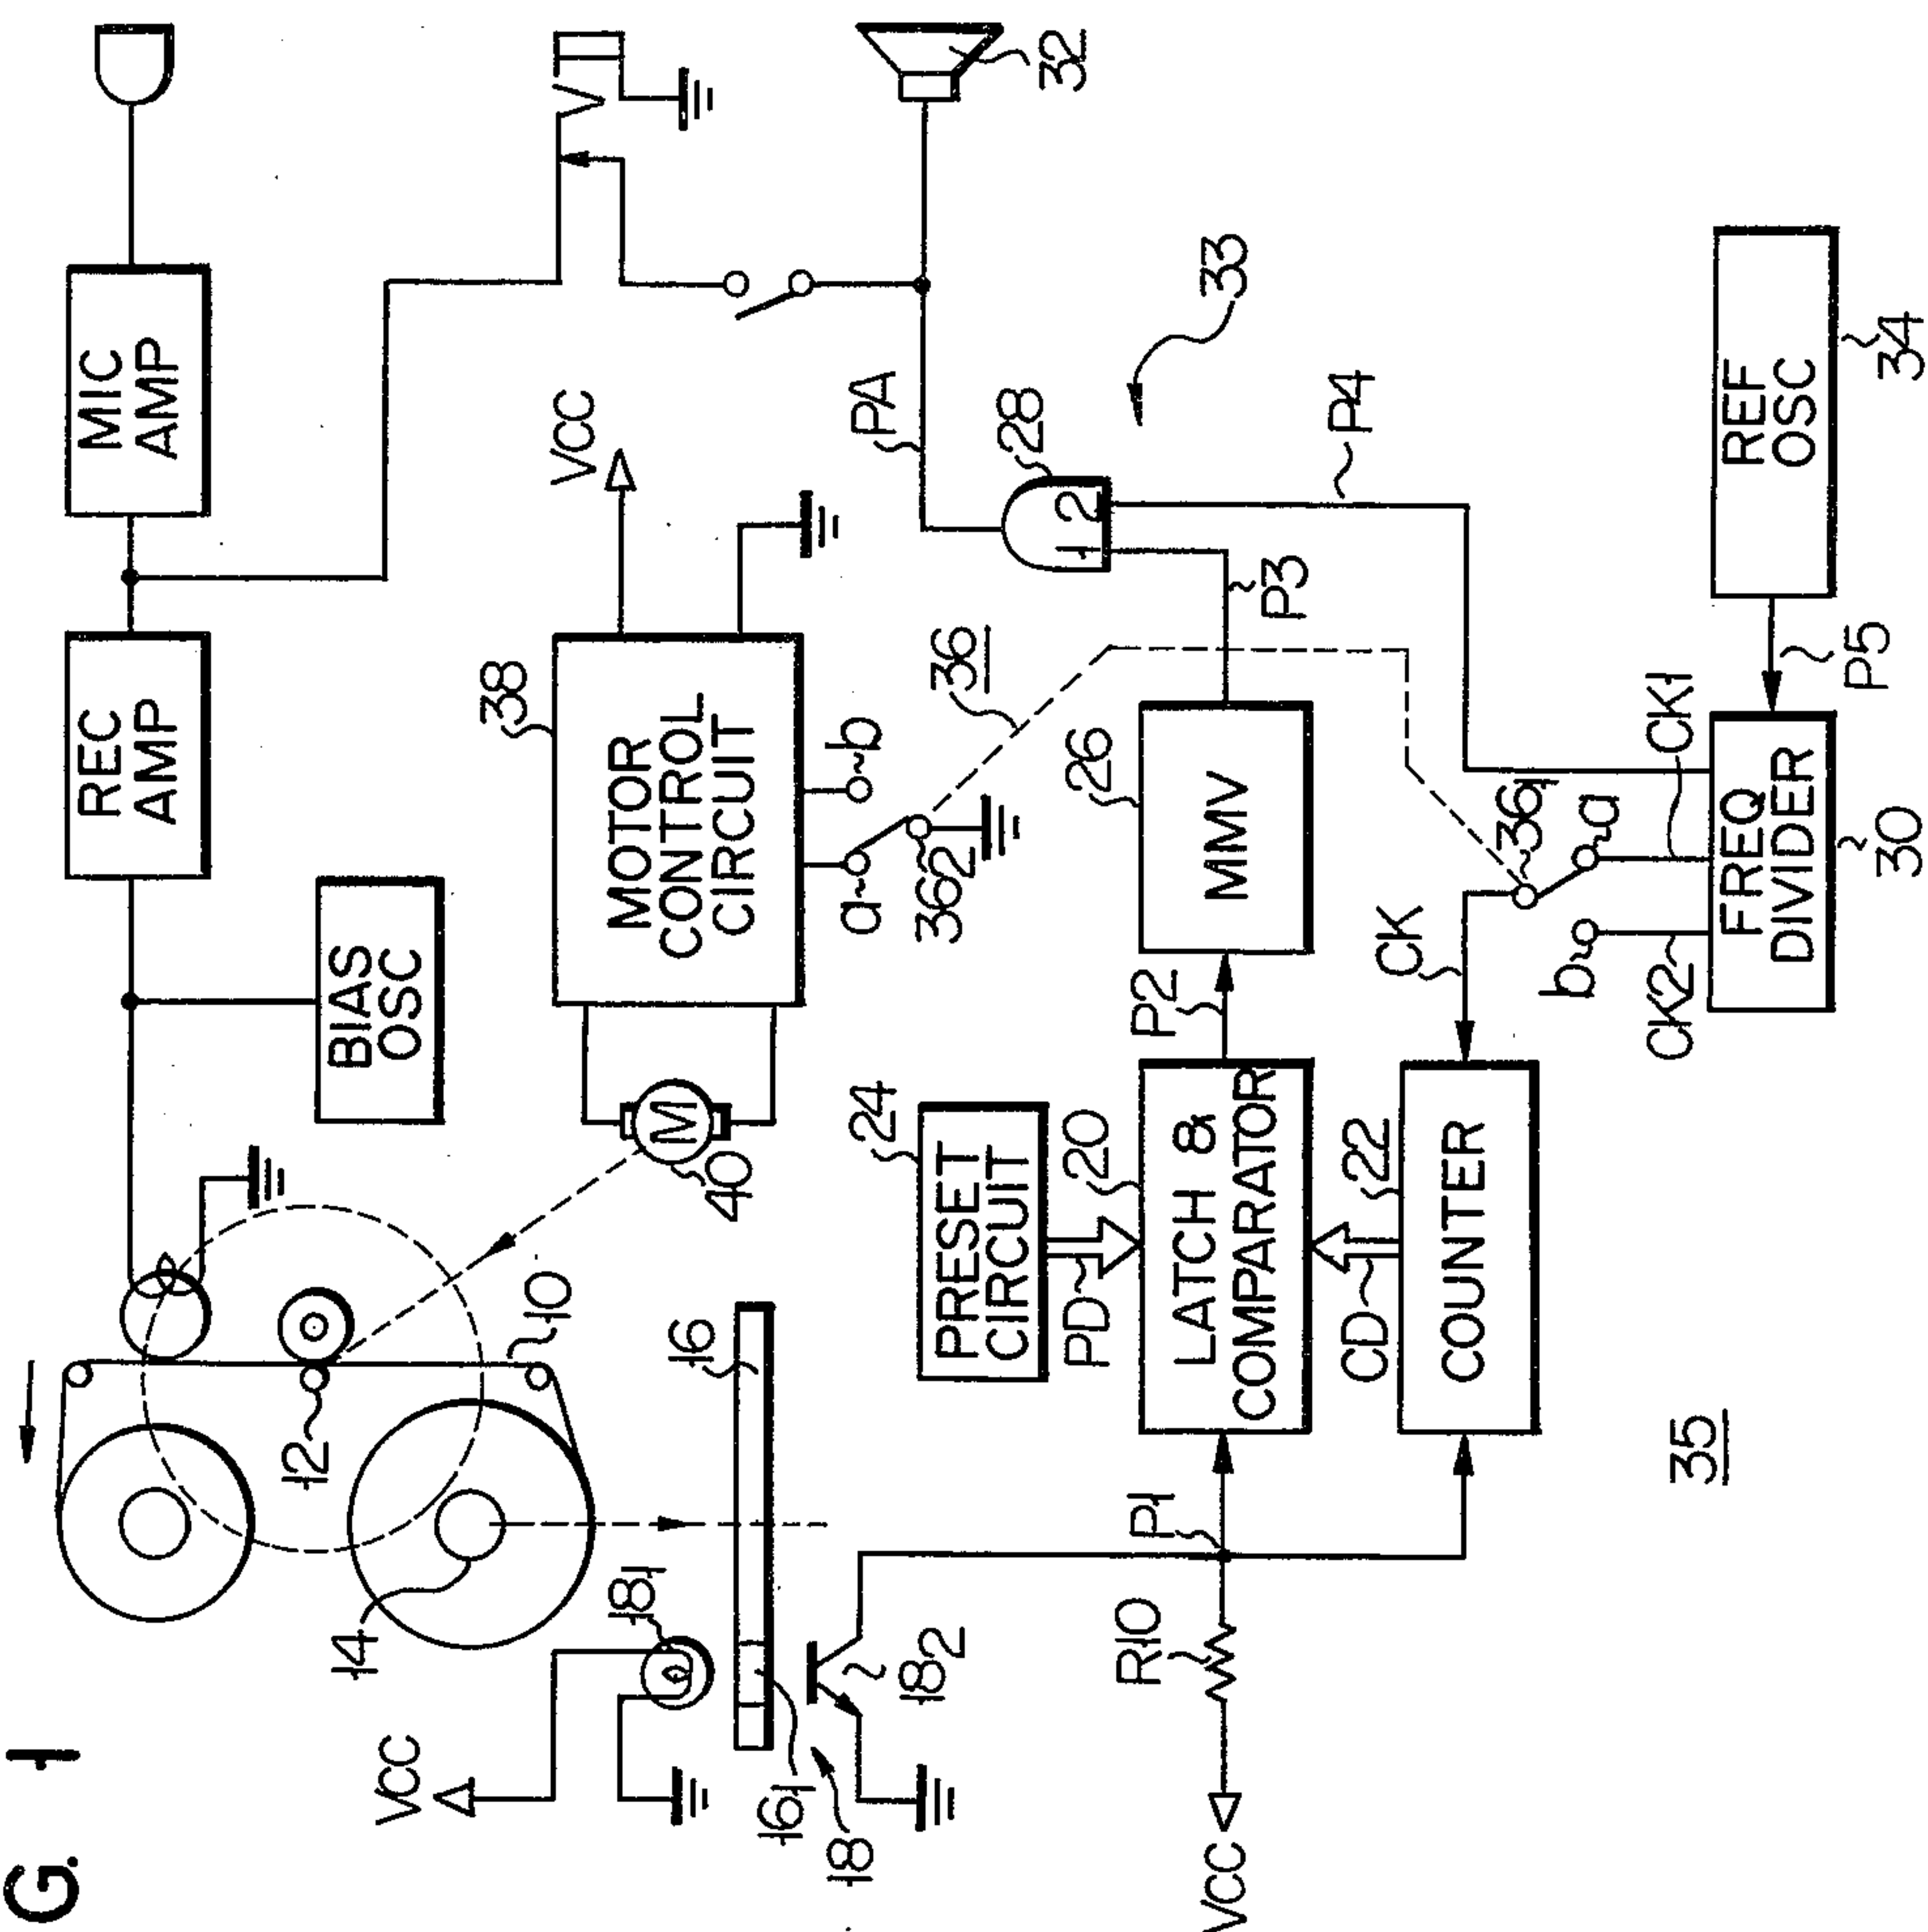 G. 1
MIC
AMP
REC
AMP
BIAS
OSC
VCC
38
MOTOR
CONTROL
CIRCUIT
M
40
a
b
36₂
36
32
PA
28
1
2
33
P4
P3
26
MMV
P2
24
PRESET
CIRCUIT
PD
20
LATCH &
COMPARATOR
CD
22
COUNTER
CK
36₁
a
b
CK1
CK2
FREQ
DIVIDER
30
P5
REF
OSC
34
10
12
14
16
16₁
18
18₁
18₂
VCC
P1
R10
VCC
35